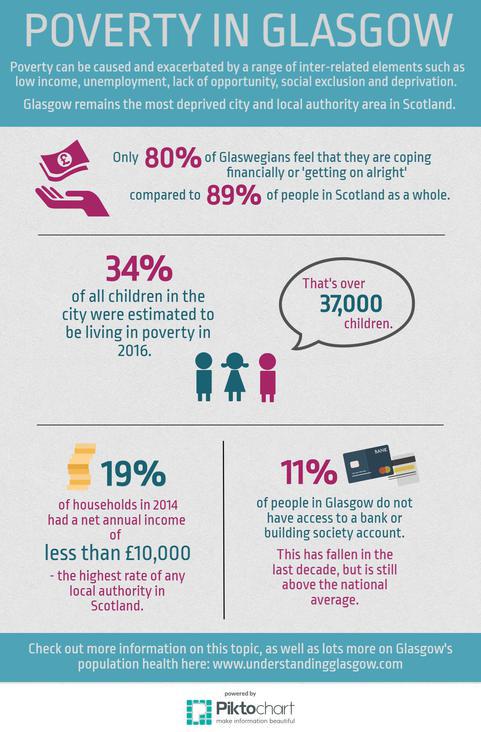 POVERTY IN GLASGOW
Poverty can be caused and exacerbated by a range of inter-related elements such as
low income, unemployment, lack of opportunity, social exclusion and deprivation.
Glasgow remains the most deprived city and local authority area in Scotland.
£
Only 80% of Glaswegians feel that they are coping
financially or 'getting on alright'
compared to 89% of people in Scotland as a whole.
34%
of all children in the
city were estimated to
be living in poverty in
2016.
That's over
37,000
children.
19%
of households in 2014
had a net annual income
of
less than £10,000
- the highest rate of any
local authority in
Scotland.
BANK
11%
of people in Glasgow do not
have access to a bank or
building society account.
This has fallen in the
last decade, but is still
above the national
average.
Check out more information on this topic, as well as lots more on Glasgow's
population health here: www.understandingglasgow.com
powered by
Piktochart
make information beautiful